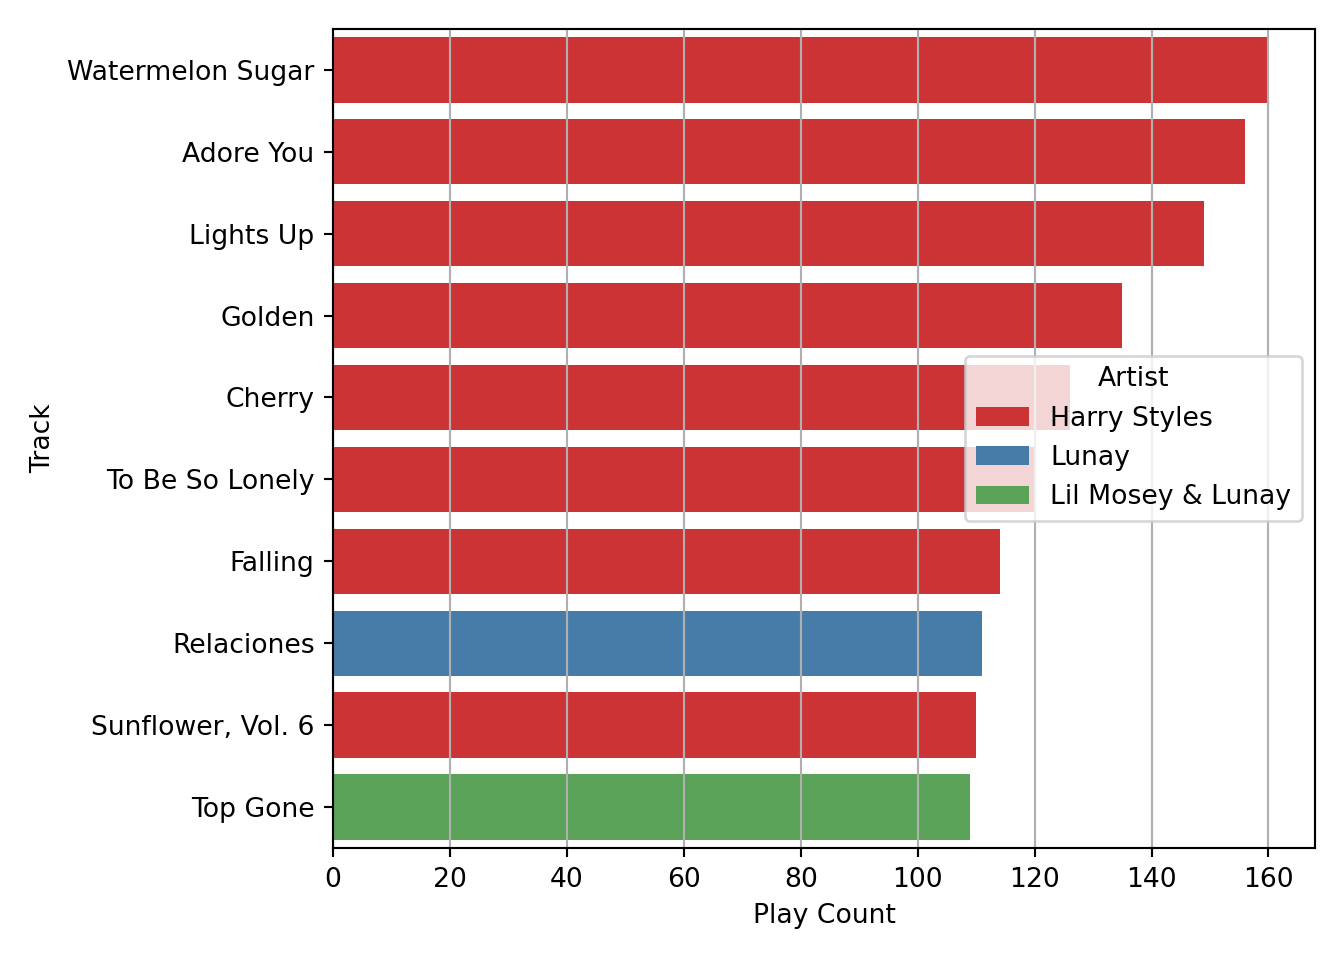 Watermelon Sugar
Adore You
Lights Up
Golden
Cherry
To Be So Lonely
Falling
Relaciones
Sunflower, Vol. 6
Top Gone
Track
Artist
Harry Styles
Lunay
Lil Mosey & Lunay
0 20 40 60 80 100 120 140 160
Play Count